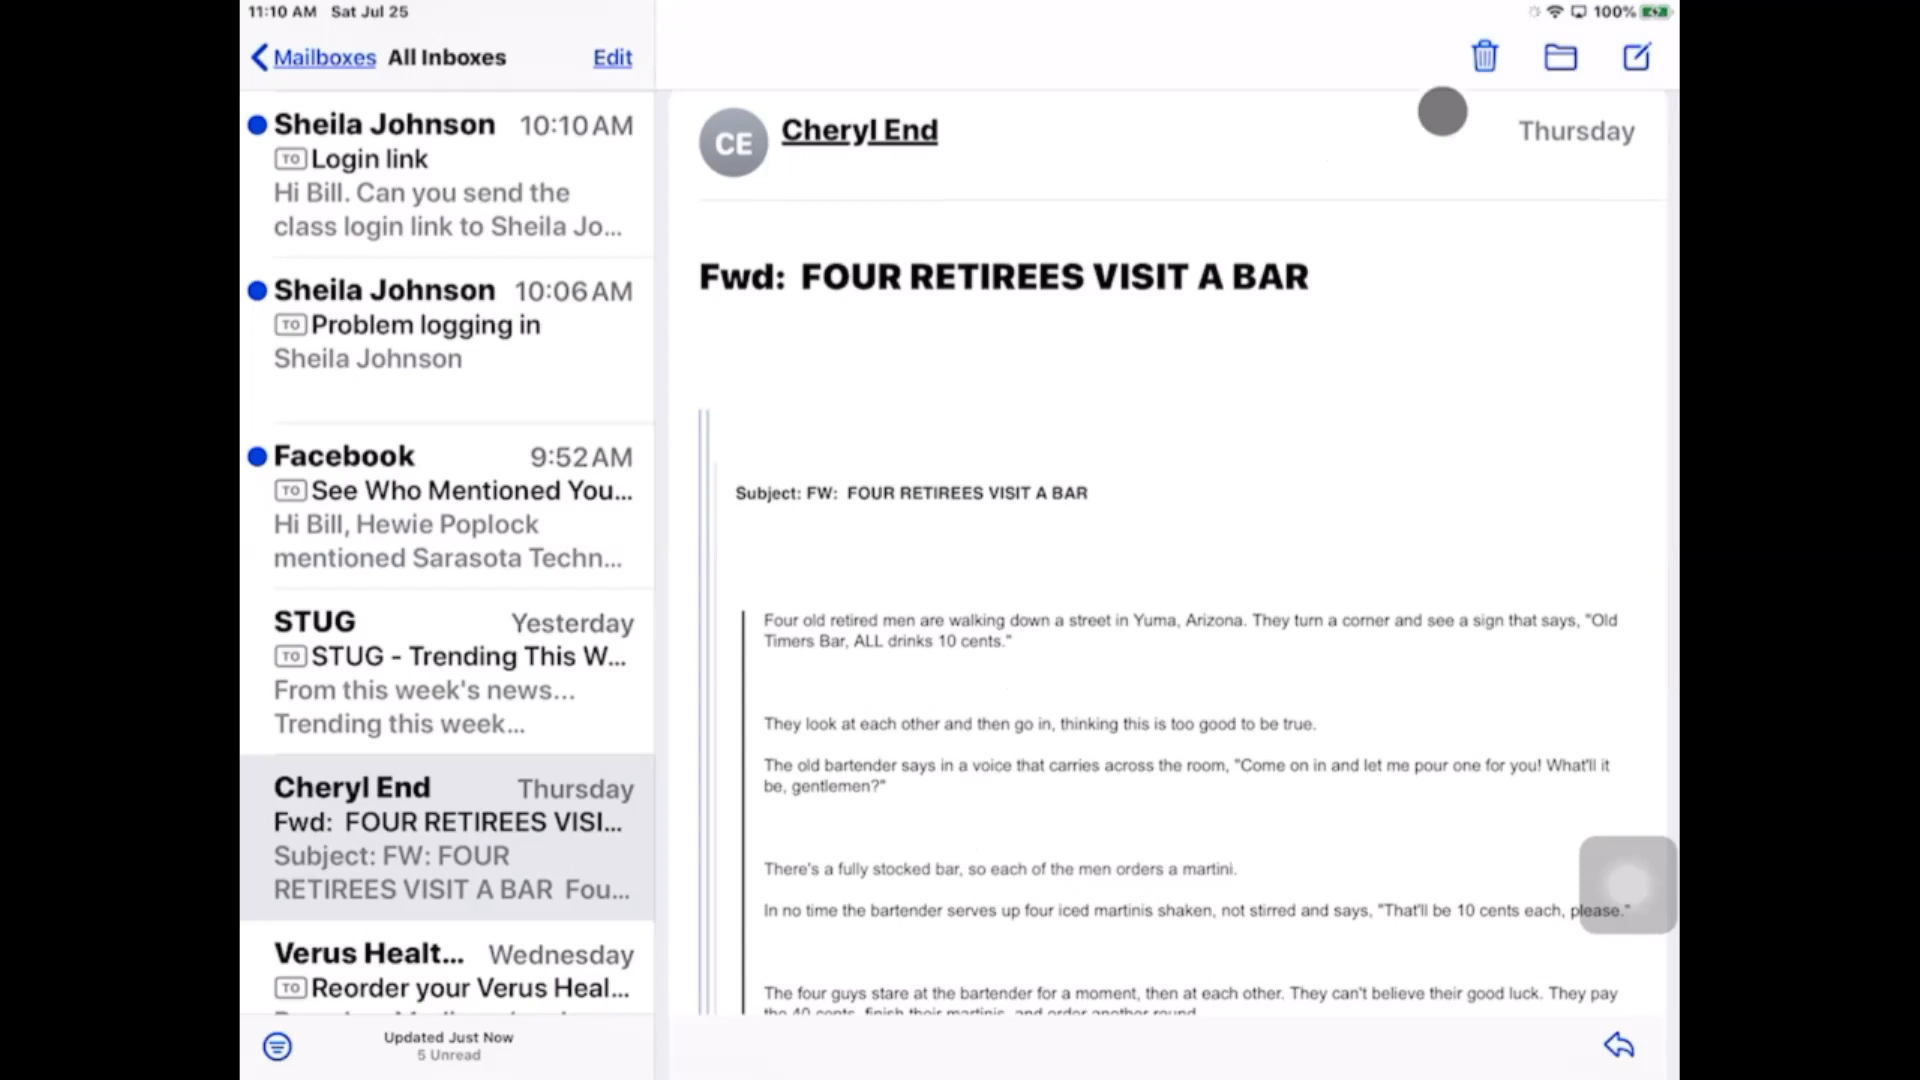 11:10 AM Sat Jul 25
100%
Mailboxes All Inboxes Edit
Sheila Johnson 10:10 AM
TO Login link
Hi Bill. Can you send the
class login link to Sheila Jo...
Sheila Johnson 10:06 AM
TO Problem logging in
Sheila Johnson
Facebook 9:52 AM
TO See Who Mentioned You...
Hi Bill, Hewie Poplock
mentioned Sarasota Techn...
STUG Yesterday
TO STUG - Trending This W...
From this week's news...
Trending this week...
Cheryl End Thursday
Fwd: FOUR RETIREES VISI...
Subject: FW: FOUR
RETIREES VISIT A BAR Fou...
Verus Healt... Wednesday
TO Reorder your Verus Heal...
Updated Just Now
5 Unread
CE Cheryl End Thursday
Fwd: FOUR RETIREES VISIT A BAR
Subject: FW: FOUR RETIREES VISIT A BAR
Four old retired men are walking down a street in Yuma, Arizona. They turn a corner and see a sign that says, "Old
Timers Bar, ALL drinks 10 cents."
They look at each other and then go in, thinking this is too good to be true.
The old bartender says in a voice that carries across the room, "Come on in and let me pour one for you! What'll it
be, gentlemen?"
There's a fully stocked bar, so each of the men orders a martini.
In no time the bartender serves up four iced martinis shaken, not stirred and says, "That'll be 10 cents each, please."
The four guys stare at the bartender for a moment, then at each other. They can't believe their good luck. They pay
the 40 cents, finish their martinis, and order another round.